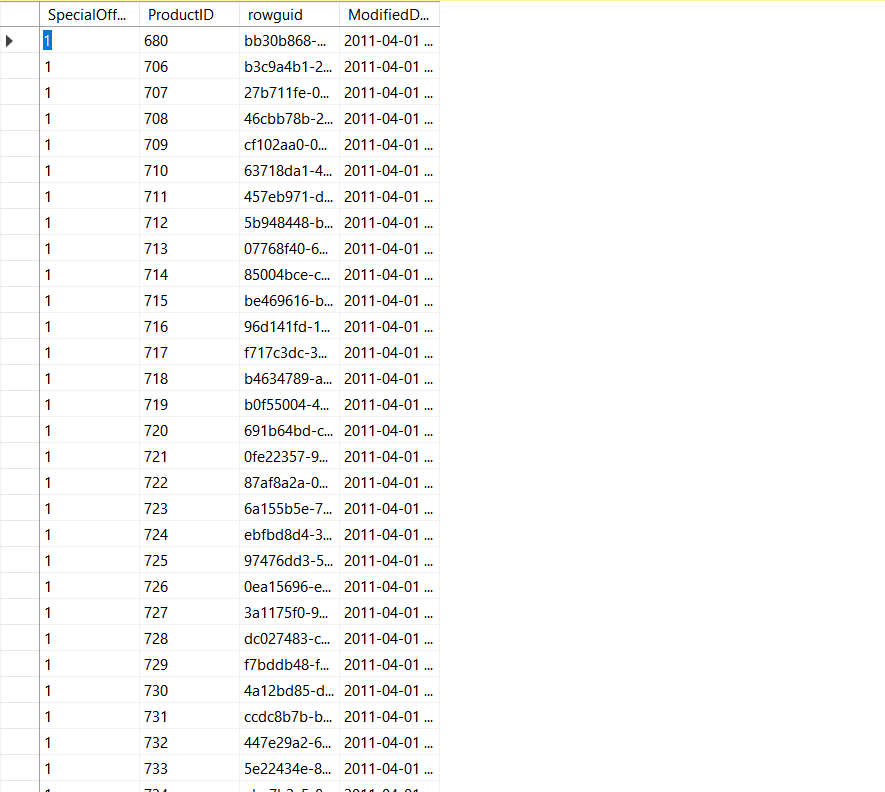 SpecialOff... ProductID rowguid ModifiedD...
1 680 bb30b868-... 2011-04-01 ...
1 706 b3c9a4b1-2... 2011-04-01 ...
1 707 27b711fe-0... 2011-04-01 ...
1 708 46cbb78b-2... 2011-04-01 ...
1 709 cf102aa0-0... 2011-04-01 ...
1 710 63718da1-4... 2011-04-01 ...
1 711 457eb971-d... 2011-04-01 ...
1 712 5b948448-b... 2011-04-01 ...
1 713 07768f40-6... 2011-04-01 ...
1 714 85004bce-c... 2011-04-01 ...
1 715 be469616-b... 2011-04-01 ...
1 716 96d141fd-1... 2011-04-01 ...
1 717 f717c3dc-3... 2011-04-01 ...
1 718 b4634789-a... 2011-04-01 ...
1 719 b0f55004-4... 2011-04-01 ...
1 720 691b64bd-c... 2011-04-01 ...
1 721 0fe22357-9... 2011-04-01 ...
1 722 87af8a2a-0... 2011-04-01 ...
1 723 6a155b5e-7... 2011-04-01 ...
1 724 ebfbd8d4-3... 2011-04-01 ...
1 725 97476dd3-5... 2011-04-01 ...
1 726 0ea15696-e... 2011-04-01 ...
1 727 3a1175f0-9... 2011-04-01 ...
1 728 dc027483-c... 2011-04-01 ...
1 729 f7bddb48-f... 2011-04-01 ...
1 730 4a12bd85-d... 2011-04-01 ...
1 731 ccdc8b7b-b... 2011-04-01 ...
1 732 447e29a2-6... 2011-04-01 ...
1 733 5e22434e-8... 2011-04-01 ...